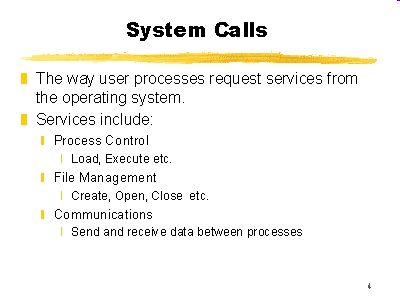 System Calls
The way user processes request services from
the operating system.
Services include:
Process Control
Load, Execute etc.
File Management
Create, Open, Close etc.
Communications
Send and receive data between processes
4